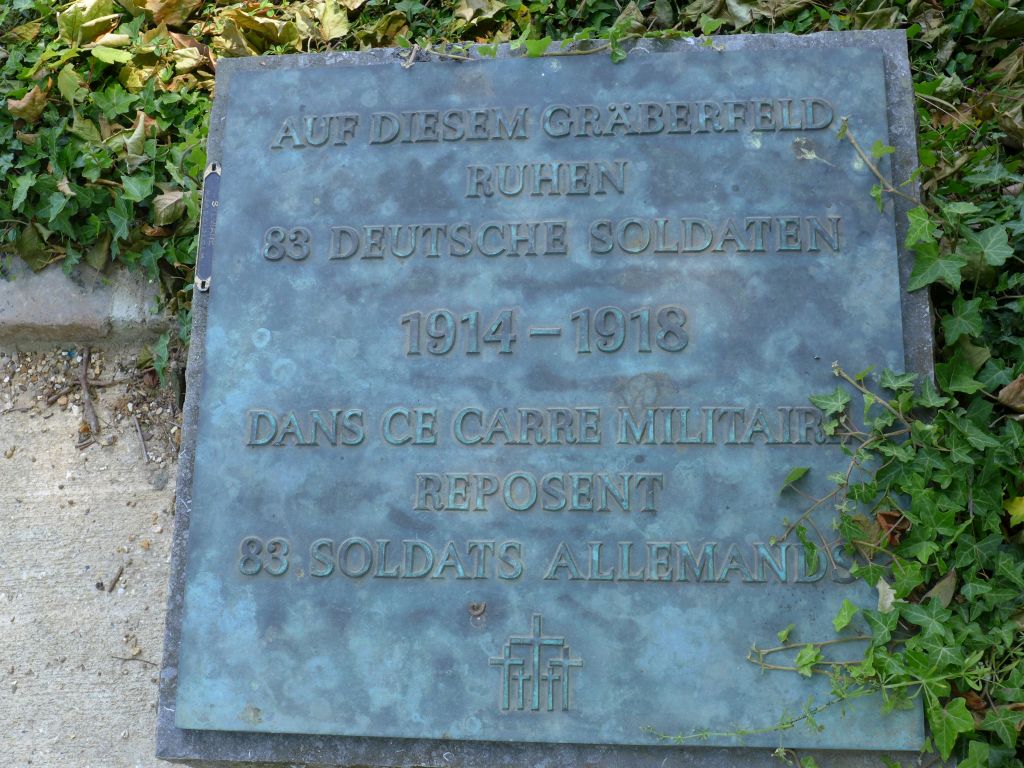 AUF DIESEM GRÄBERFELD
RUHEN
83 DEUTSCHE SOLDATEN
1914 – 1918
DANS CE CARRE MILITAIRE
REPOSENT
83 SOLDATS ALLEMANDS